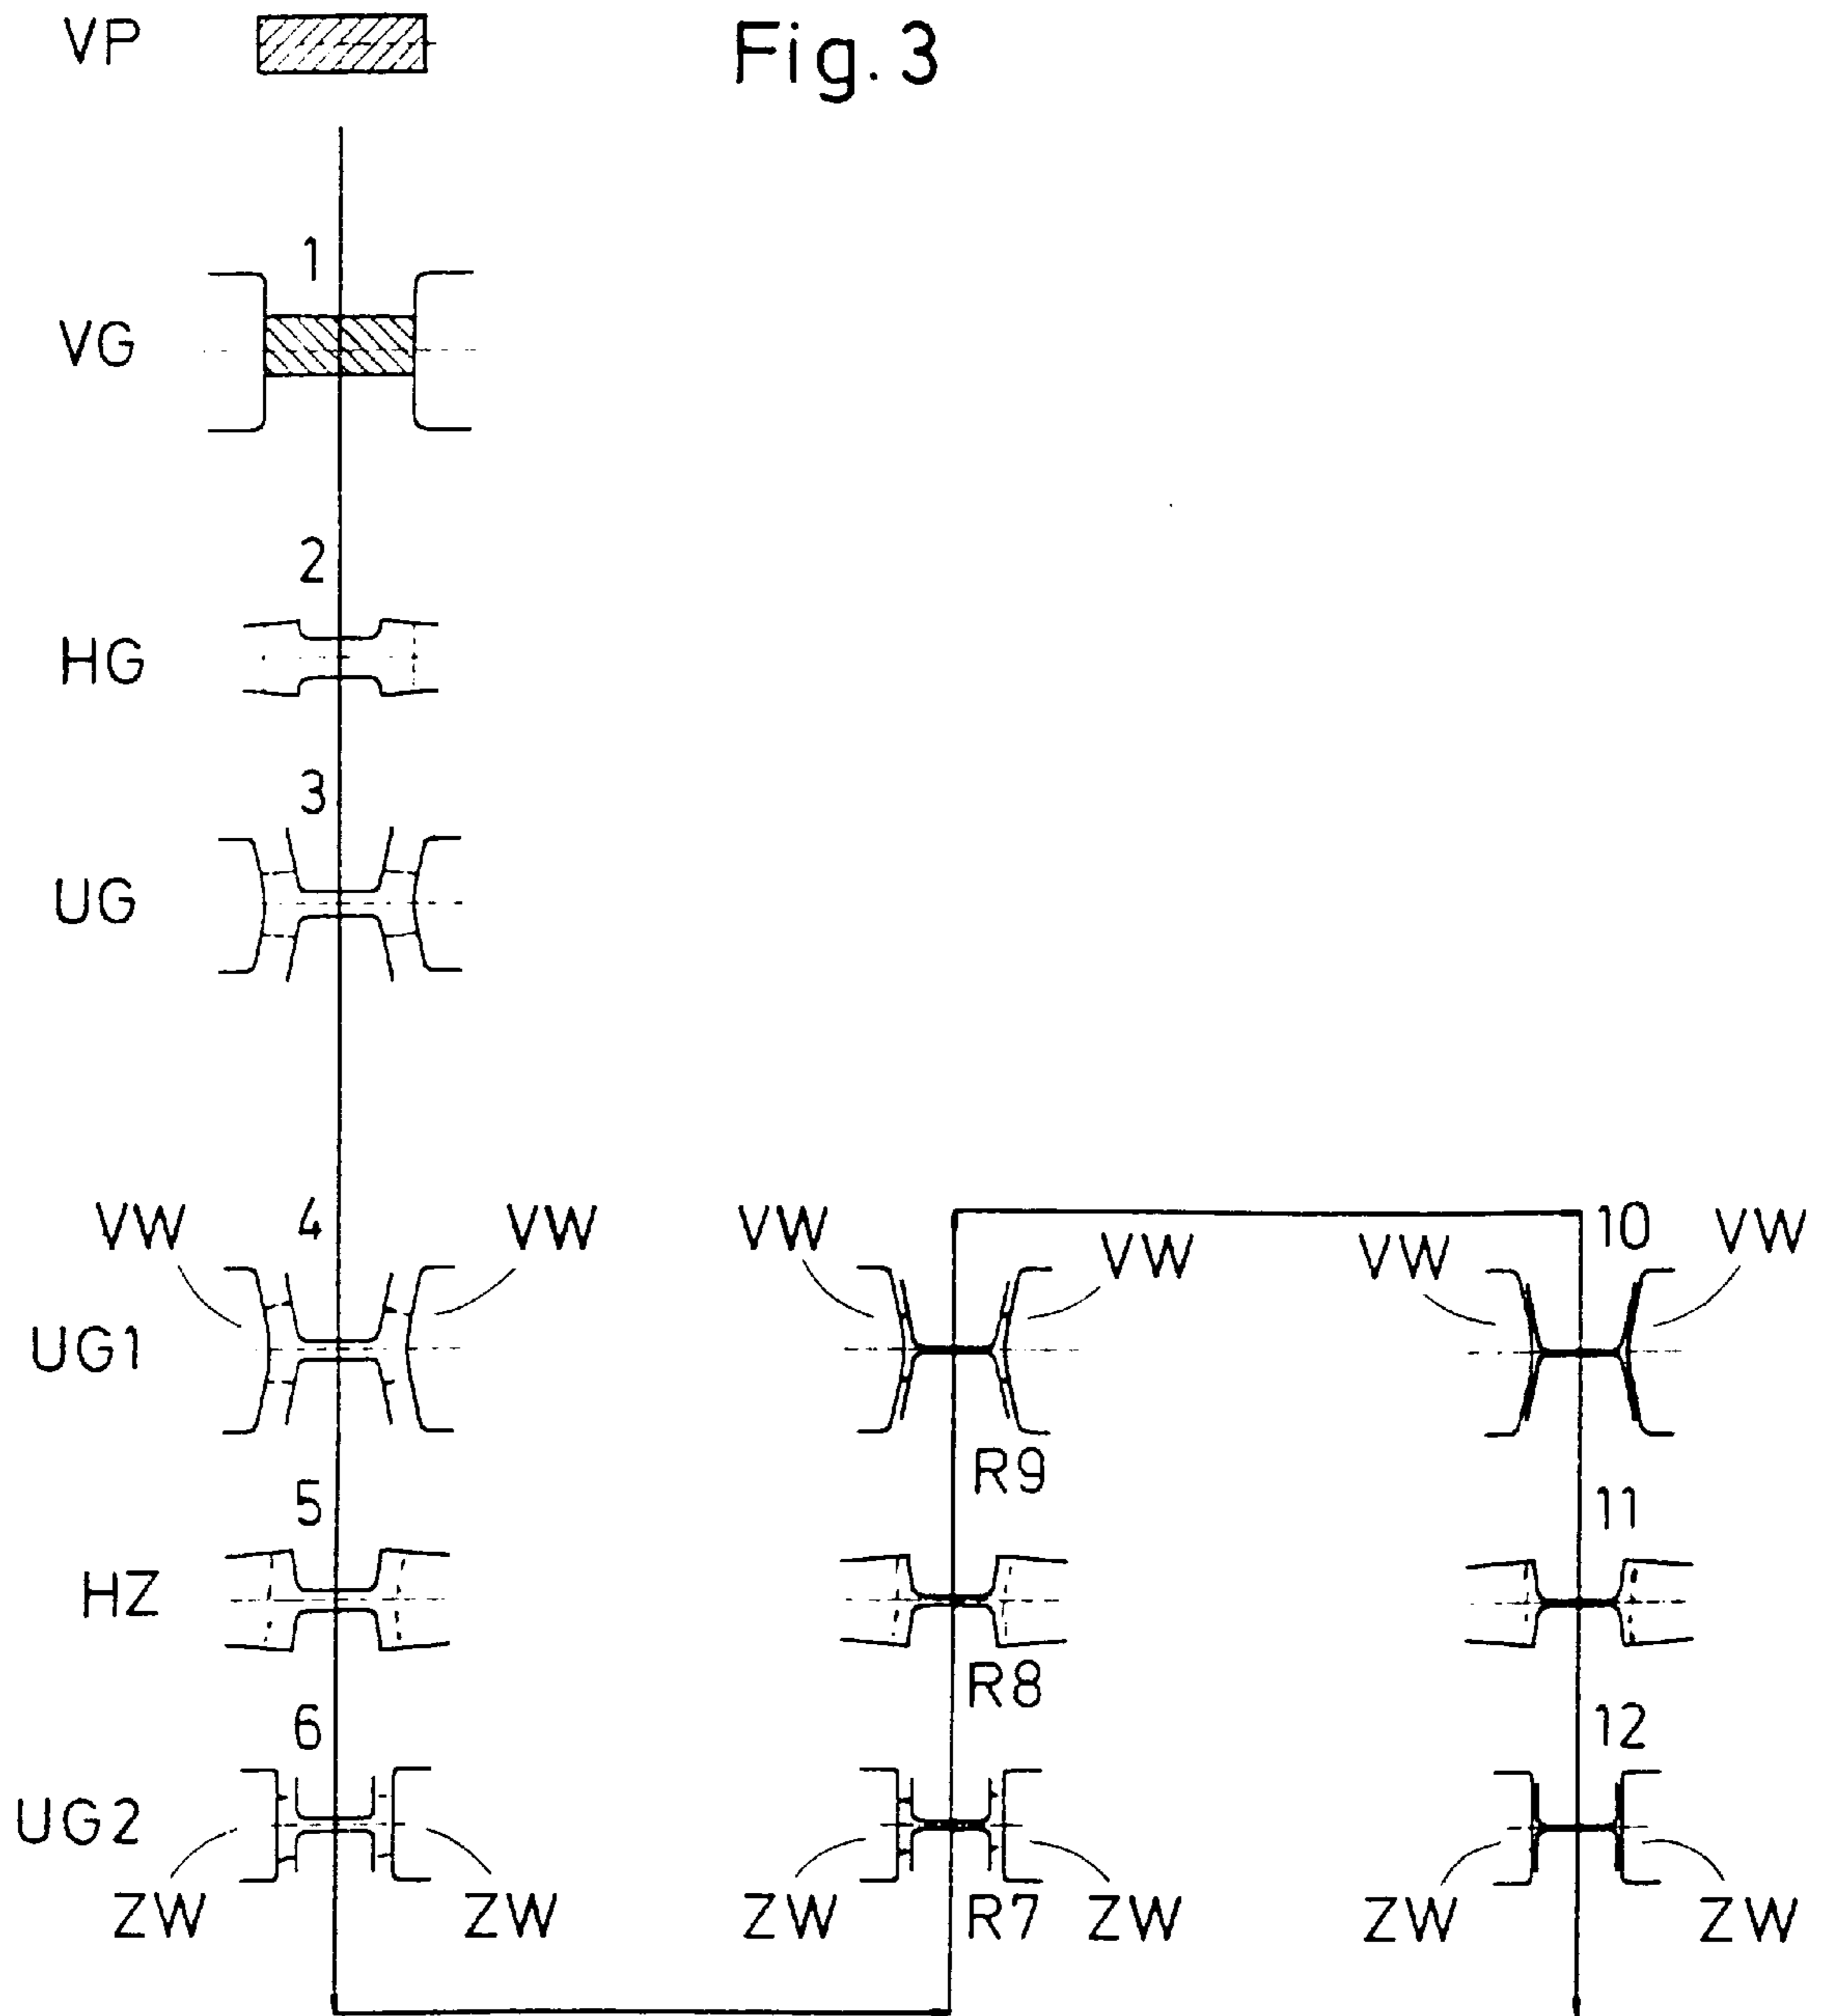 VP
Fig. 3
1
VG
2
HG
3
UG
VW 4 VW VW VW VW 10 VW
UG1
R9
5 11
HZ
R8
6 12
UG2
ZW ZW ZW R7 ZW ZW ZW